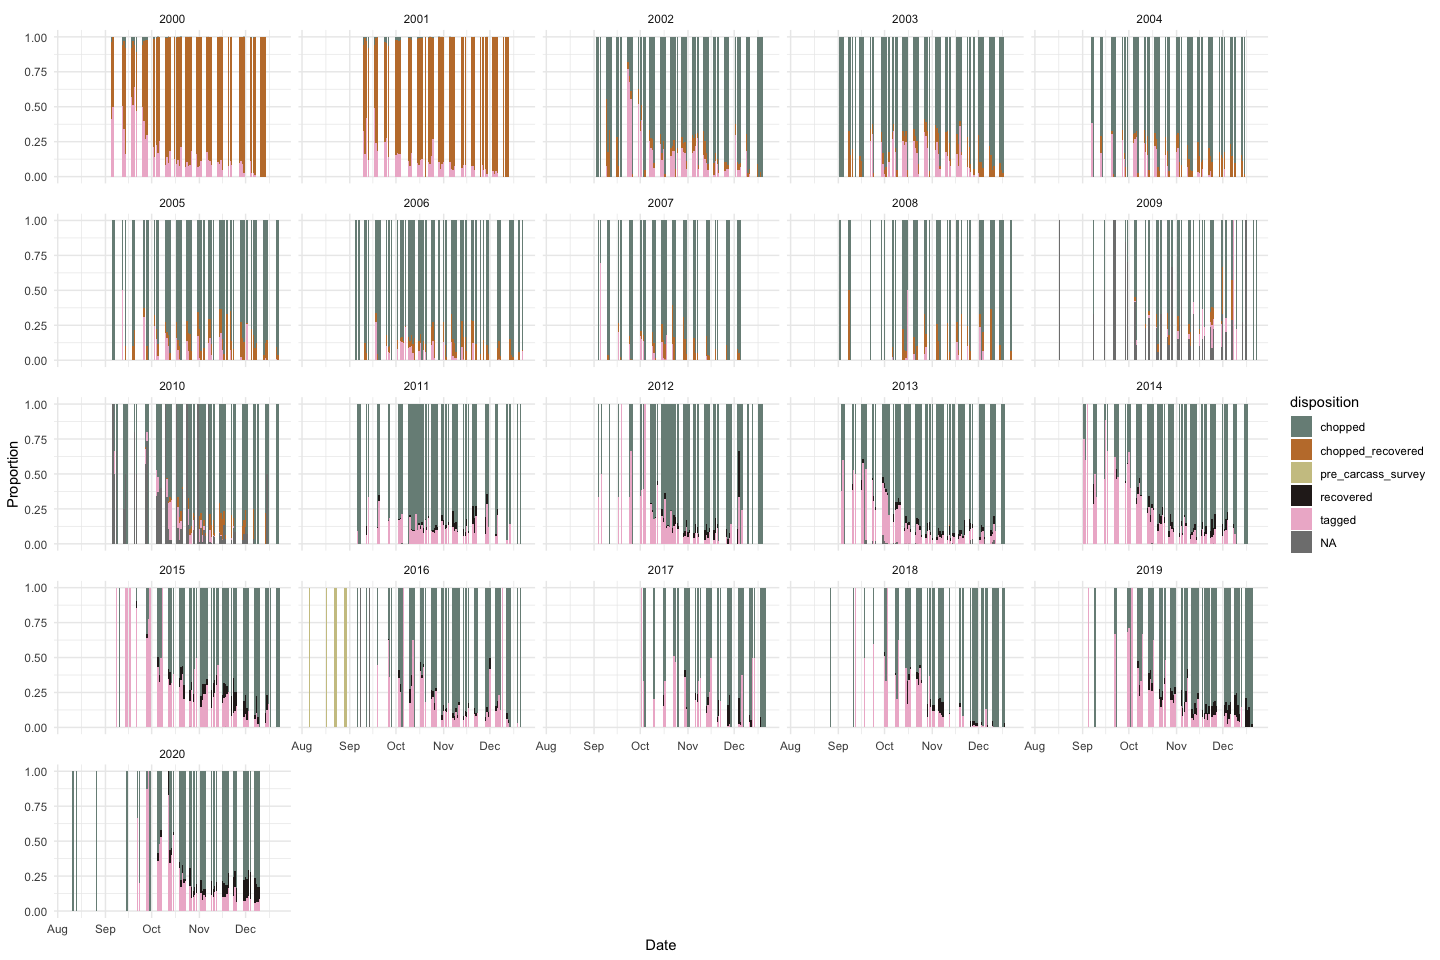 2000 2001 2002 2003 2004
1.00
0.75
0.50
0.25
0.00
2005 2006 2007 2008 2009
1.00
0.75
0.50
0.25
0.00
2010 2011 2012 2013 2014
1.00
0.75
0.50
0.25
0.00
2015 2016 2017 2018 2019
1.00
0.75
0.50
0.25
0.00
Aug Sep Oct Nov Dec Aug Sep Oct Nov Dec Aug Sep Oct Nov Dec Aug Sep Oct Nov Dec
2020
1.00
0.75
0.50
0.25
0.00
Aug Sep Oct Nov Dec
Date
Proportion
disposition
chopped
chopped_recovered
pre_carcass_survey
recovered
tagged
NA